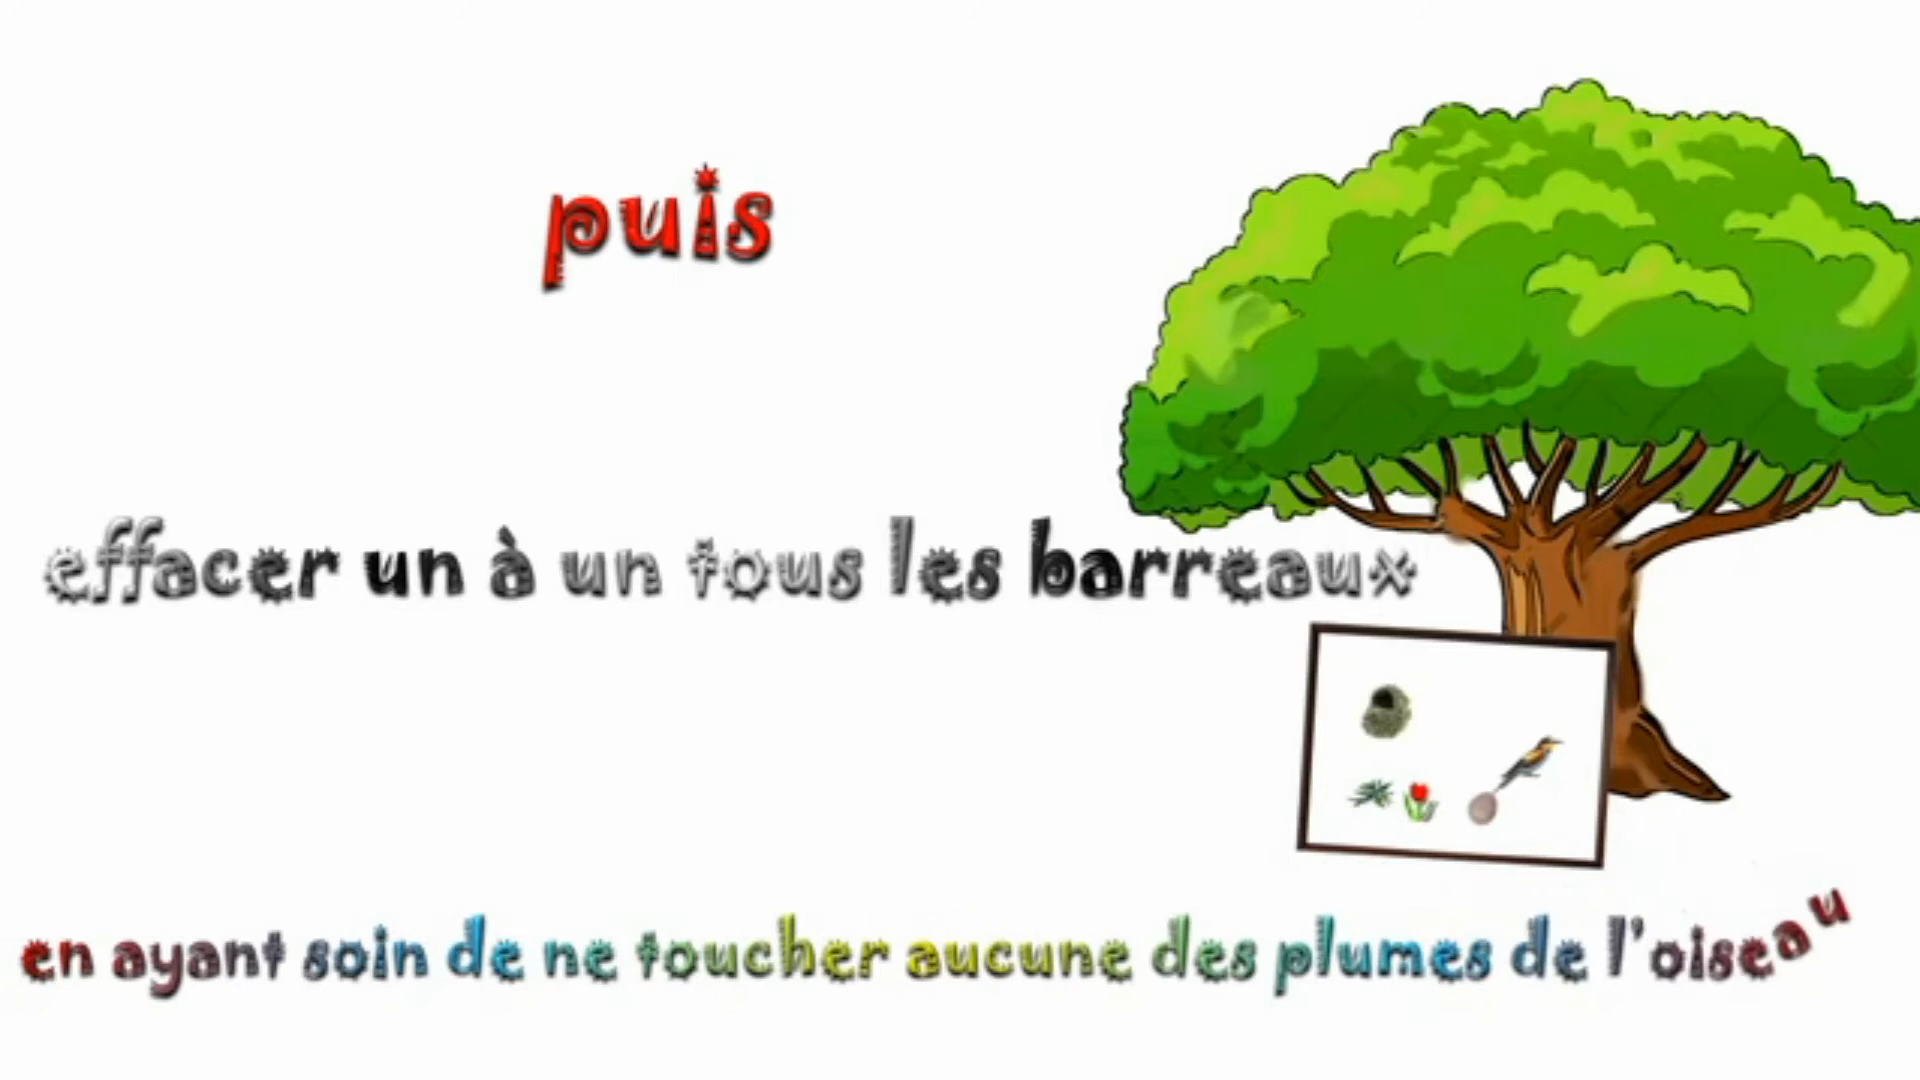 puis
effacer un à un tous les barreaux
en ayant soin de ne toucher aucune des plumes de l'oiseau